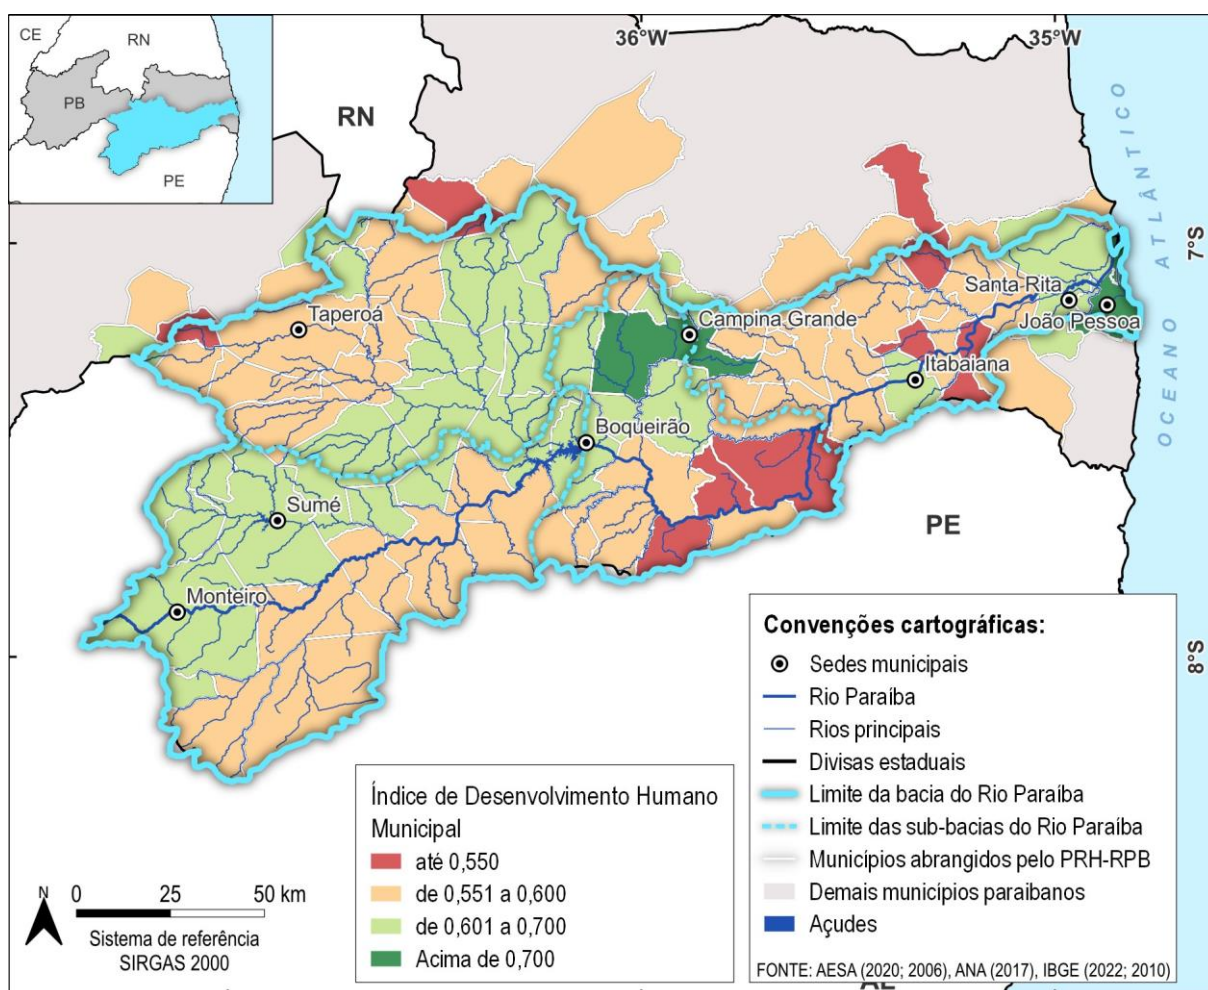 CE
RN
PB
PE
36°W
35°W
RN
OCEANO ATLÂNTICO
7°S
Santa Rita
Taperoá
Campina Grande
João Pessoa
Itabaiana
Boqueirão
Sumé
PE
Monteiro
8°S
Convenções cartográficas:
Sedes municipais
Rio Paraíba
Rios principais
Divisas estaduais
Limite da bacia do Rio Paraíba
Limite das sub-bacias do Rio Paraíba
Municípios abrangidos pelo PRH-RPB
Demais municípios paraibanos
Açudes
FONTE: AESA (2020; 2006), ANA (2017), IBGE (2022; 2010)
Índice de Desenvolvimento Humano
Municipal
até 0,550
de 0,551 a 0,600
de 0,601 a 0,700
Acima de 0,700
N
0 25 50 km
Sistema de referência
SIRGAS 2000